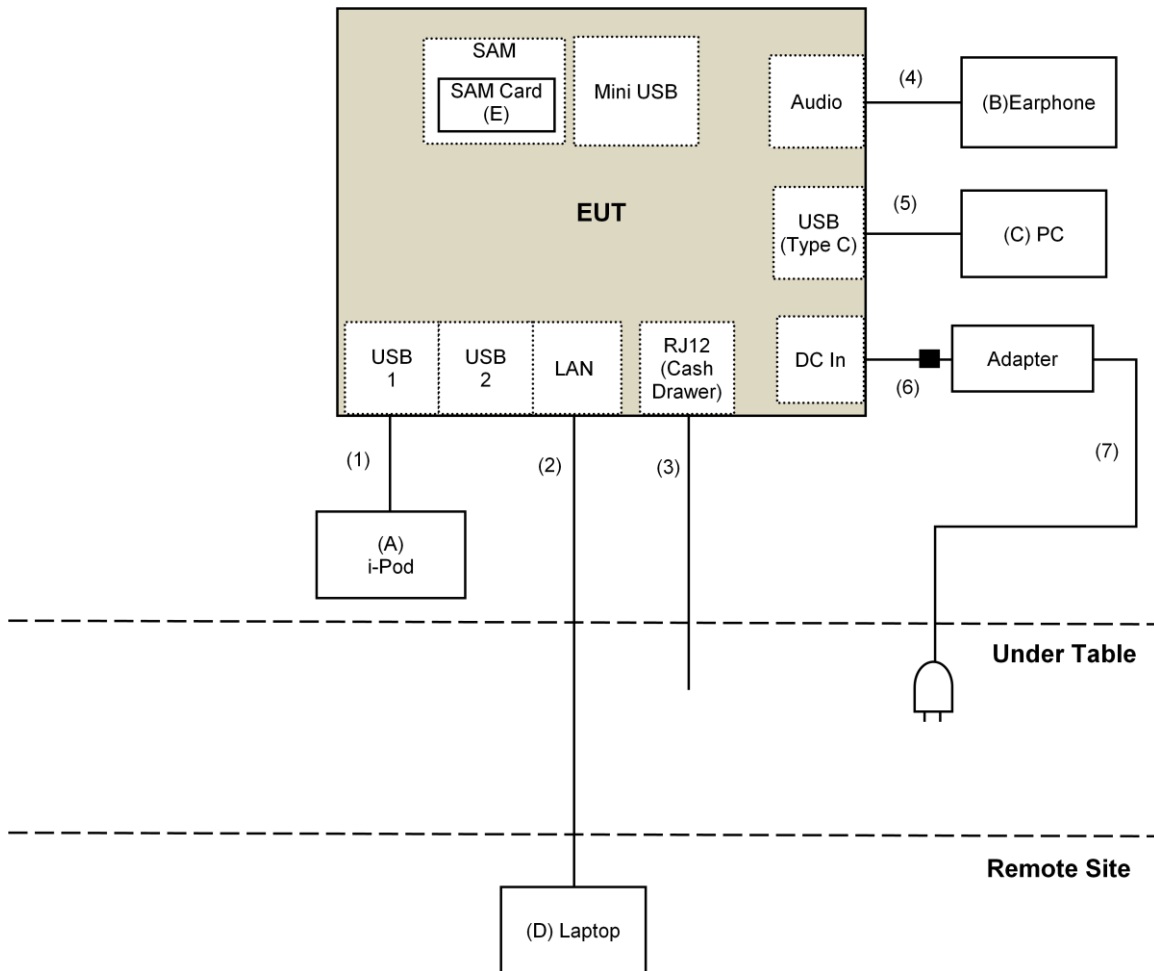 SAM
SAM Card
(E)
Mini USB
Audio
(4)
(B)Earphone
EUT
USB
(Type C)
(5)
(C) PC
USB
1
USB
2
LAN
RJ12
(Cash
Drawer)
DC In
(6)
Adapter
(1)
(2)
(3)
(7)
(A)
i-Pod
Under Table
Remote Site
(D) Laptop